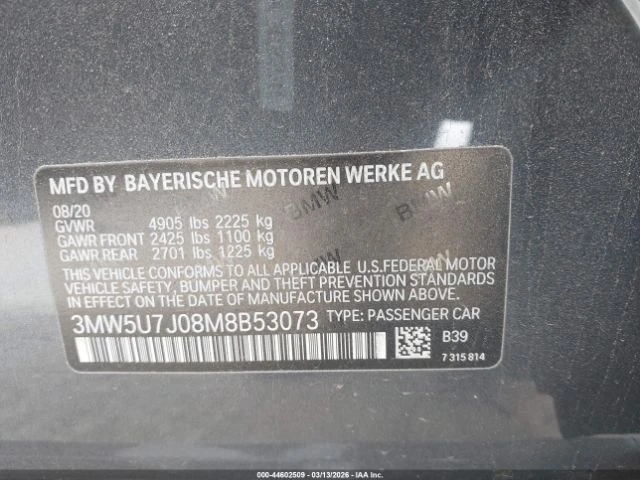 MFD BY BAYERISCHE MOTOREN WERKE AG
08/20
GVWR 4905 lbs 2225 kg
GAWR FRONT 2425 lbs 1100 kg
GAWR REAR 2701 lbs 1225 kg
THIS VEHICLE CONFORMS TO ALL APPLICABLE U.S.FEDERAL MOTOR
VEHICLE SAFETY, BUMPER AND THEFT PREVENTION STANDARDS
IN EFFECT ON THE DATE OF MANUFACTURE SHOWN ABOVE.
3MW5U7J08M8B53073 TYPE: PASSENGER CAR
B39
7 315 814
BMW
BMW
000-44602509 - 03/13/2026 - Copyright © IAA, Inc.